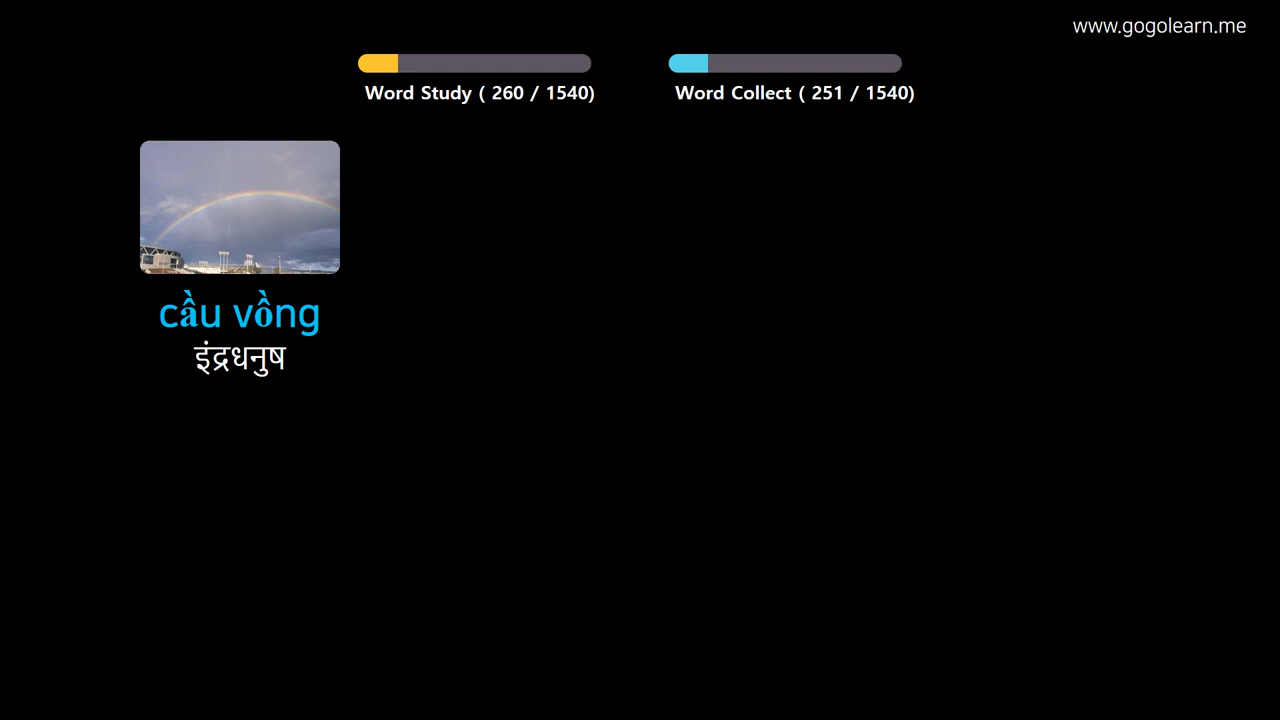 www.gogolearn.me
Word Study ( 260 / 1540)
Word Collect ( 251 / 1540)
cầu vồng
इंद्रधनुष